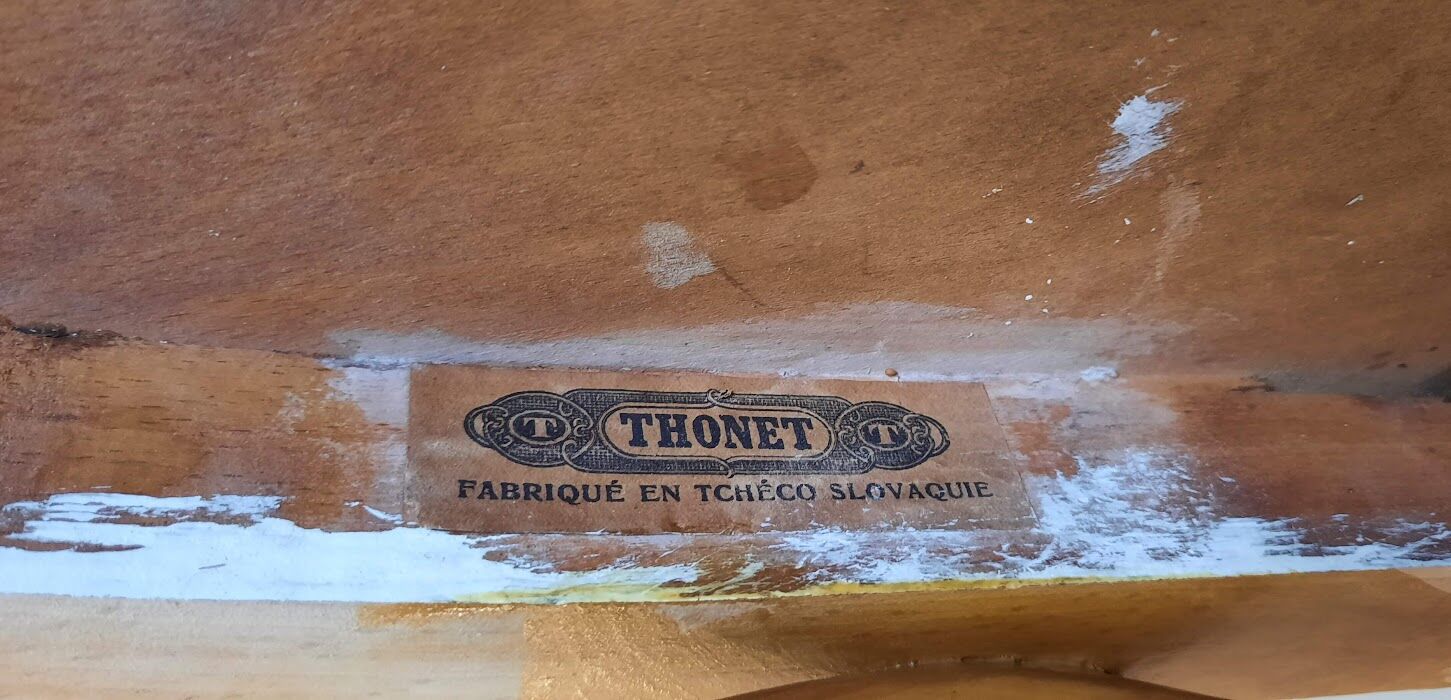 T THONET T
FABRIQUÉ EN TCHÉCO SLOVAQUIE